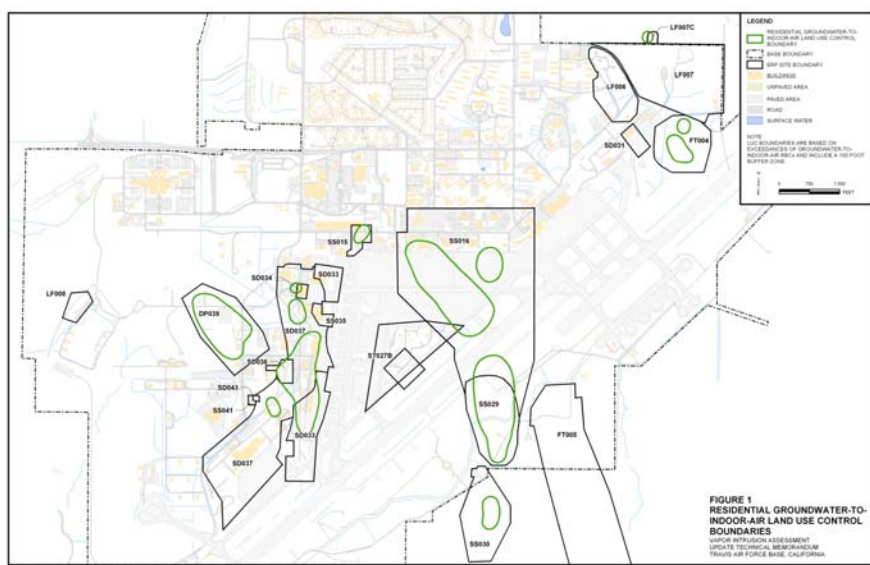 LEGEND
RESIDENTIAL GROUNDWATER-TO-
INDOOR-AIR LAND USE CONTROL
BOUNDARY
BASE BOUNDARY
ERP SITE BOUNDARY
BUILDINGS
UNPAVED AREA
PAVED AREA
ROAD
SURFACE WATER
NOTE:
LUC BOUNDARIES ARE BASED ON
EXCEEDANCES OF GROUNDWATER-TO-
INDOOR-AIR RBCs AND INCLUDE A 100 FOOT
BUFFER ZONE.
0 750 1,500
FEET
LF007C
LF007
LF006
SD031
FT004
SS015
SS016
SD034
SD033
LF008
DP039
SS035
SD037
ST027B
SD036
SD043
SS041
SS029
SD033
FT005
SD037
SS030
FIGURE 1
RESIDENTIAL GROUNDWATER-TO-
INDOOR-AIR LAND USE CONTROL
BOUNDARIES
VAPOR INTRUSION ASSESSMENT
UPDATE TECHNICAL MEMORANDUM
TRAVIS AIR FORCE BASE, CALIFORNIA